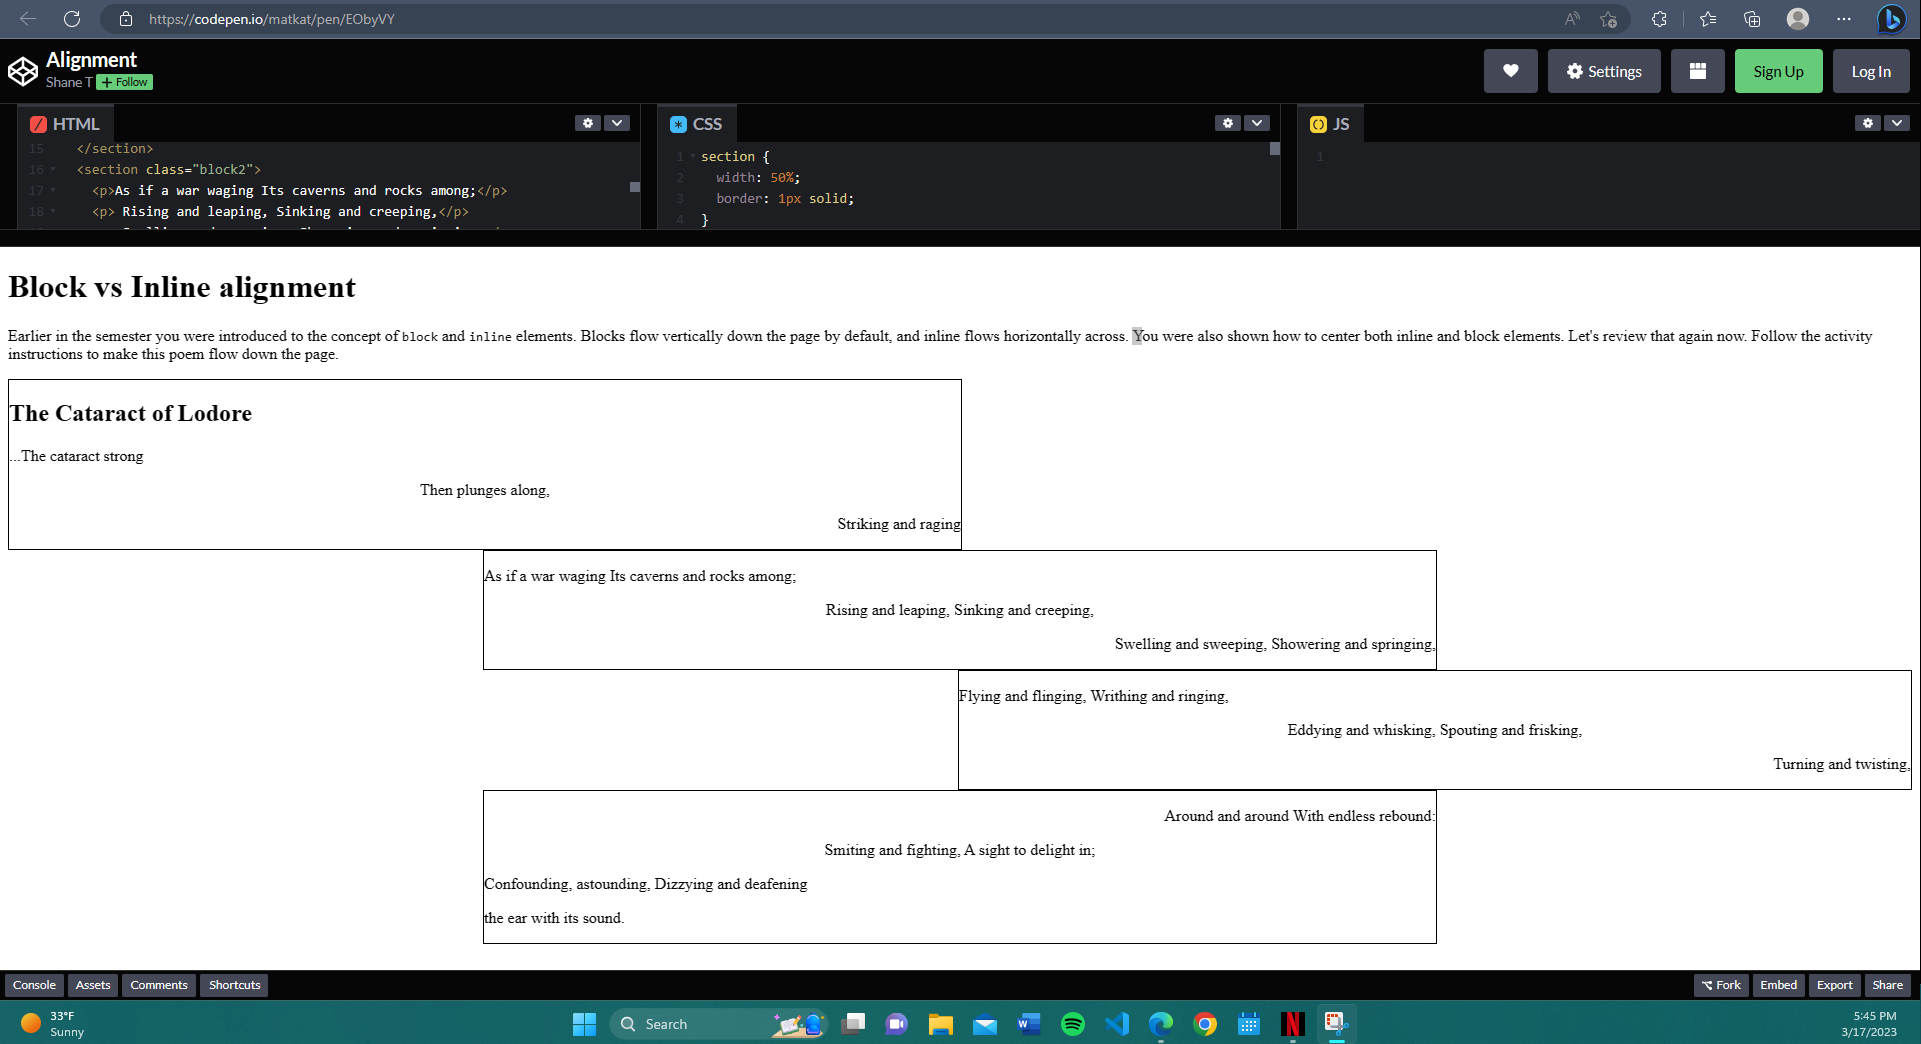 https://codepen.io/matkat/pen/EObyVY
Alignment
Shane T + Follow
Settings
Sign Up
Log In
HTML
15 </section>
16 <section class="block2">
17 <p>As if a war waging Its caverns and rocks among;</p>
18 <p> Rising and leaping, Sinking and creeping,</p>
CSS
1 section {
2 width: 50%;
3 border: 1px solid;
4 }
JS
1
Block vs Inline alignment
Earlier in the semester you were introduced to the concept of block and inline elements. Blocks flow vertically down the page by default, and inline flows horizontally across. You were also shown how to center both inline and block elements. Let's review that again now. Follow the activity
instructions to make this poem flow down the page.
The Cataract of Lodore
...The cataract strong
Then plunges along,
Striking and raging
As if a war waging Its caverns and rocks among;
Rising and leaping, Sinking and creeping,
Swelling and sweeping, Showering and springing,
Flying and flinging, Writhing and ringing,
Eddying and whisking, Spouting and frisking,
Turning and twisting,
Around and around With endless rebound:
Smiting and fighting, A sight to delight in;
Confounding, astounding, Dizzying and deafening
the ear with its sound.
Console Assets Comments Shortcuts
Fork Embed Export Share
33°F
Sunny
Search
5:45 PM
3/17/2023